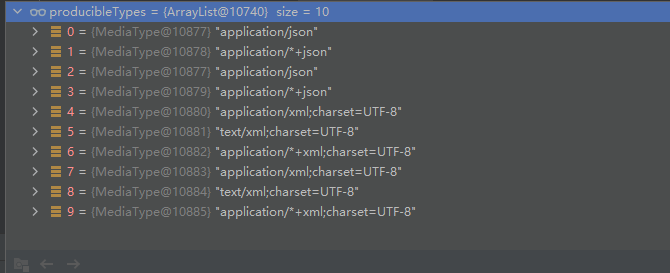 producibleTypes = {ArrayList@10740} size = 10
0 = {MediaType@10877} "application/json"
1 = {MediaType@10878} "application/*+json"
2 = {MediaType@10877} "application/json"
3 = {MediaType@10879} "application/*+json"
4 = {MediaType@10880} "application/xml;charset=UTF-8"
5 = {MediaType@10881} "text/xml;charset=UTF-8"
6 = {MediaType@10882} "application/*+xml;charset=UTF-8"
7 = {MediaType@10883} "application/xml;charset=UTF-8"
8 = {MediaType@10884} "text/xml;charset=UTF-8"
9 = {MediaType@10885} "application/*+xml;charset=UTF-8"